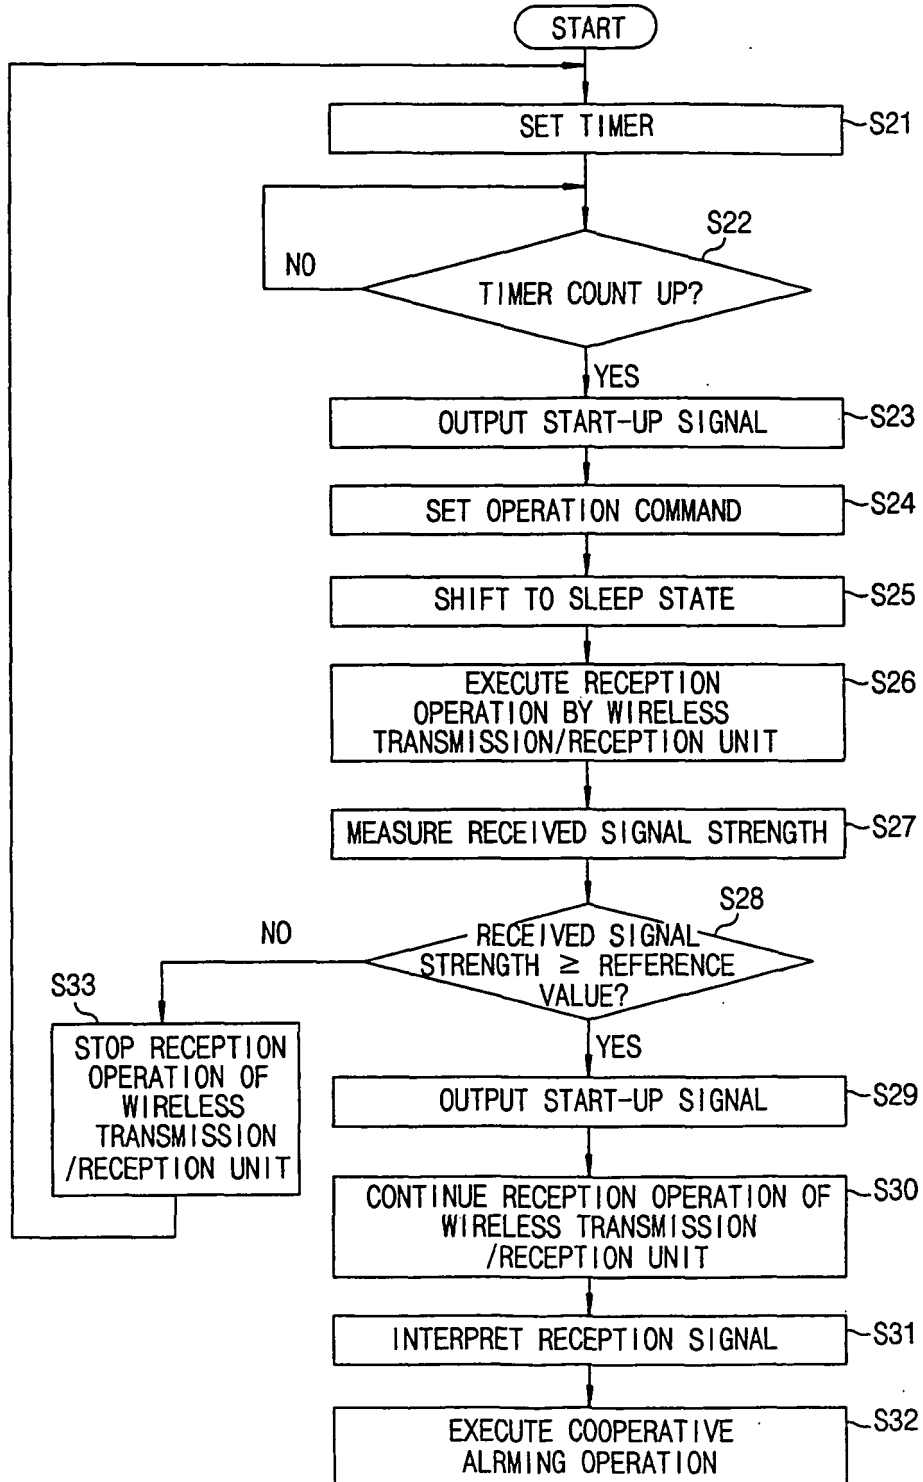 START
SET TIMER
S21
S22
NO
TIMER COUNT UP?
YES
OUTPUT START-UP SIGNAL
S23
SET OPERATION COMMAND
S24
SHIFT TO SLEEP STATE
S25
EXECUTE RECEPTION
OPERATION BY WIRELESS
TRANSMISSION/RECEPTION UNIT
S26
MEASURE RECEIVED SIGNAL STRENGTH
S27
S28
NO
RECEIVED SIGNAL
STRENGTH ≥ REFERENCE
VALUE?
S33
STOP RECEPTION
OPERATION OF
WIRELESS
TRANSMISSION
/RECEPTION UNIT
YES
OUTPUT START-UP SIGNAL
S29
CONTINUE RECEPTION OPERATION OF
WIRELESS TRANSMISSION
/RECEPTION UNIT
S30
INTERPRET RECEPTION SIGNAL
S31
EXECUTE COOPERATIVE
ALRMING OPERATION
S32